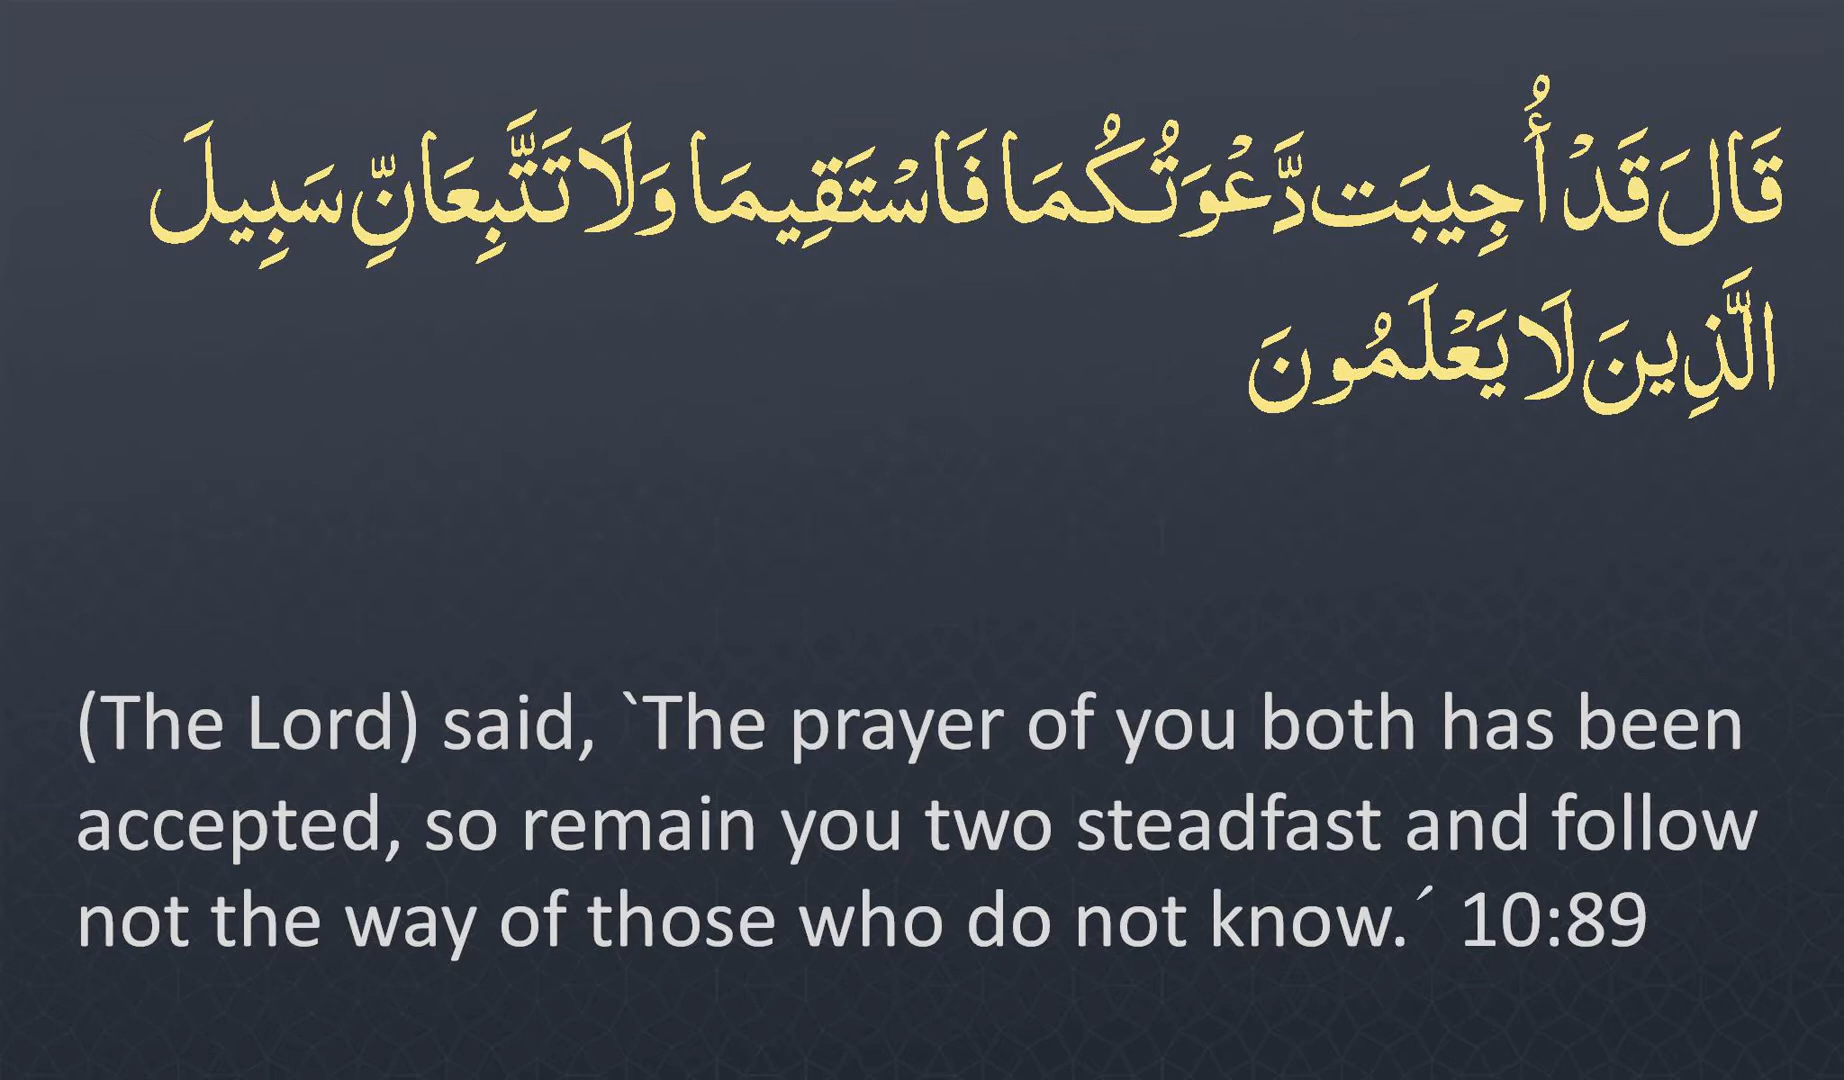 قَالَ قَدْ أُجِيبَت دَّعْوَتُكُمَا فَاسْتَقِيمَا وَلَا تَتَّبِعَانِّ سَبِيلَ
الَّذِينَ لَا يَعْلَمُونَ
(The Lord) said, `The prayer of you both has been
accepted, so remain you two steadfast and follow
not the way of those who do not know.´ 10:89